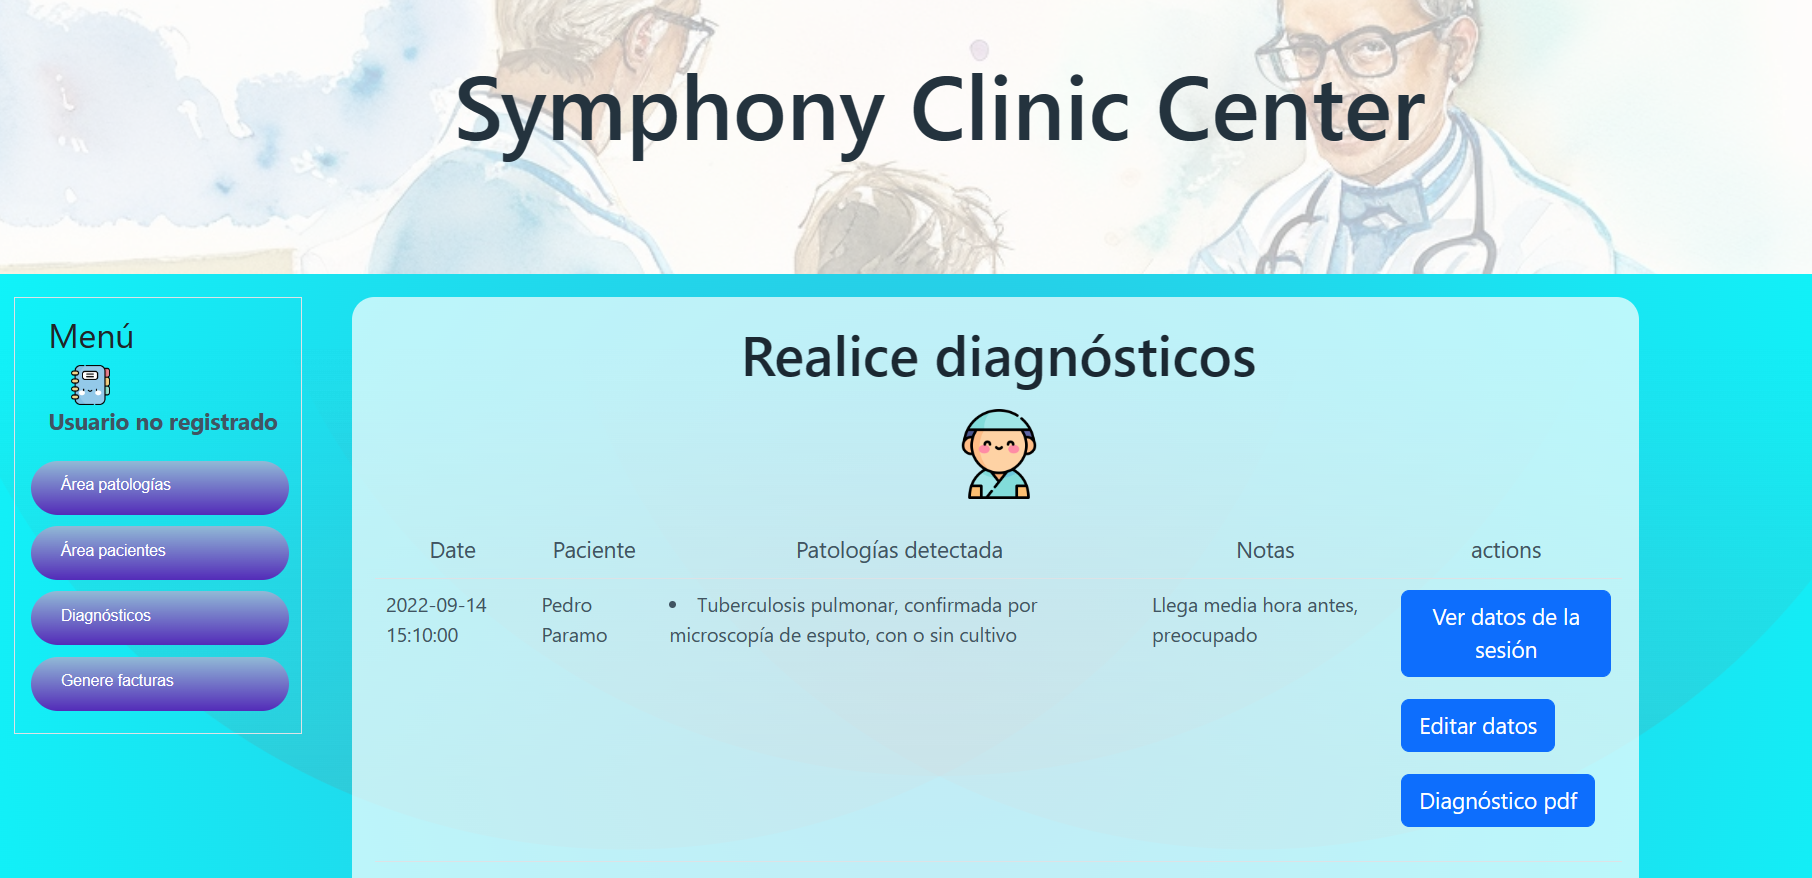 Symphony Clinic Center
Menú
Usuario no registrado
Área patologías
Área pacientes
Diagnósticos
Genere facturas
Realice diagnósticos
Date Paciente Patologías detectada Notas actions
2022-09-14
15:10:00
Pedro
Paramo
• Tuberculosis pulmonar, confirmada por
microscopía de esputo, con o sin cultivo
Llega media hora antes,
preocupado
Ver datos de la
sesión
Editar datos
Diagnóstico pdf